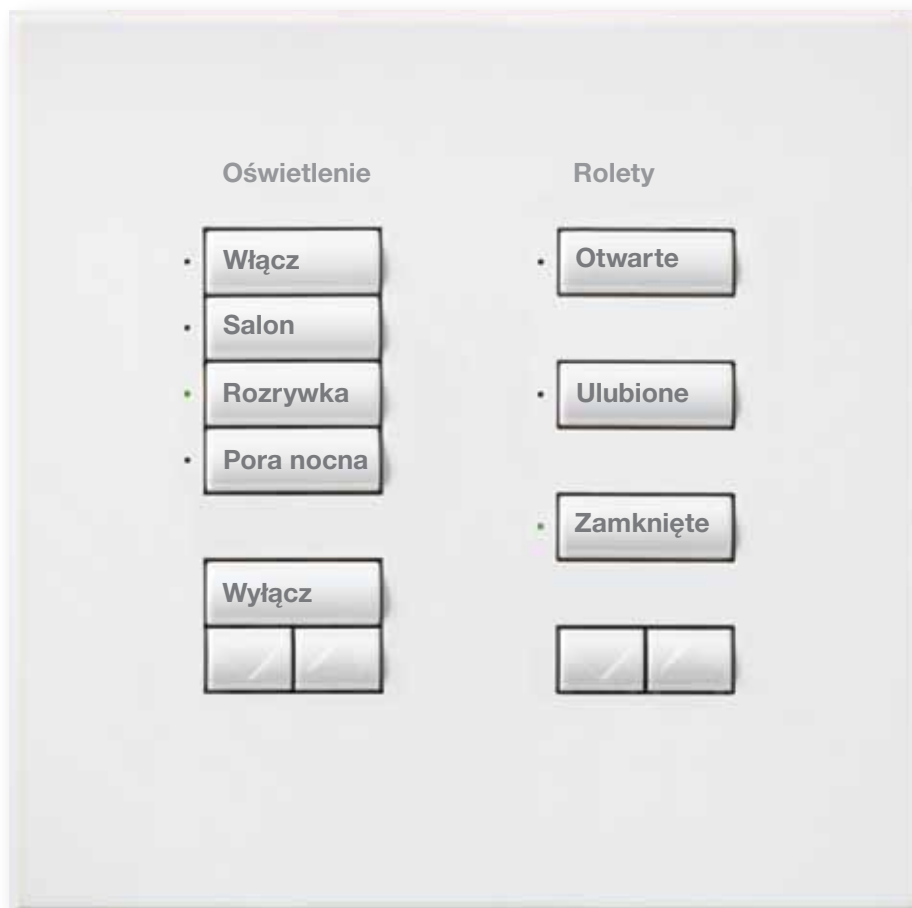 Oświetlenie
Włącz
Salon
Rozrywka
Pora nocna
Wyłącz
Rolety
Otwarte
Ulubione
Zamknięte